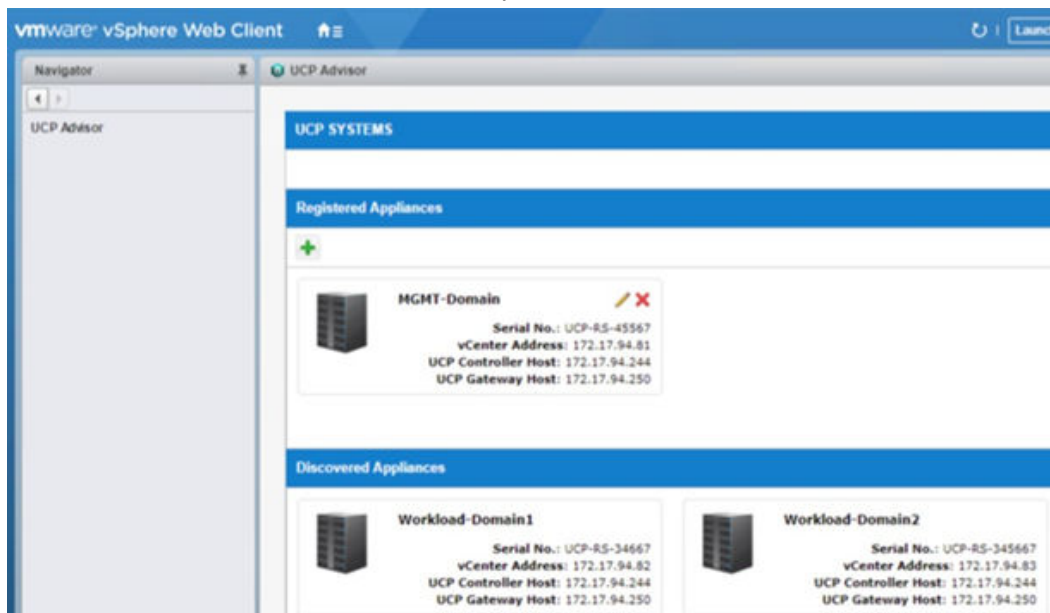 vmware® vSphere Web Client
Launc
Navigator
UCP Advisor
UCP Advisor
UCP SYSTEMS
Registered Appliances
MGMT-Domain
Serial No.: UCP-RS-45567
vCenter Address: 172.17.94.81
UCP Controller Host: 172.17.94.244
UCP Gateway Host: 172.17.94.250
Discovered Appliances
Workload-Domain1
Serial No.: UCP-RS-34667
vCenter Address: 172.17.94.82
UCP Controller Host: 172.17.94.244
UCP Gateway Host: 172.17.94.250
Workload-Domain2
Serial No.: UCP-RS-345667
vCenter Address: 172.17.94.83
UCP Controller Host: 172.17.94.244
UCP Gateway Host: 172.17.94.250